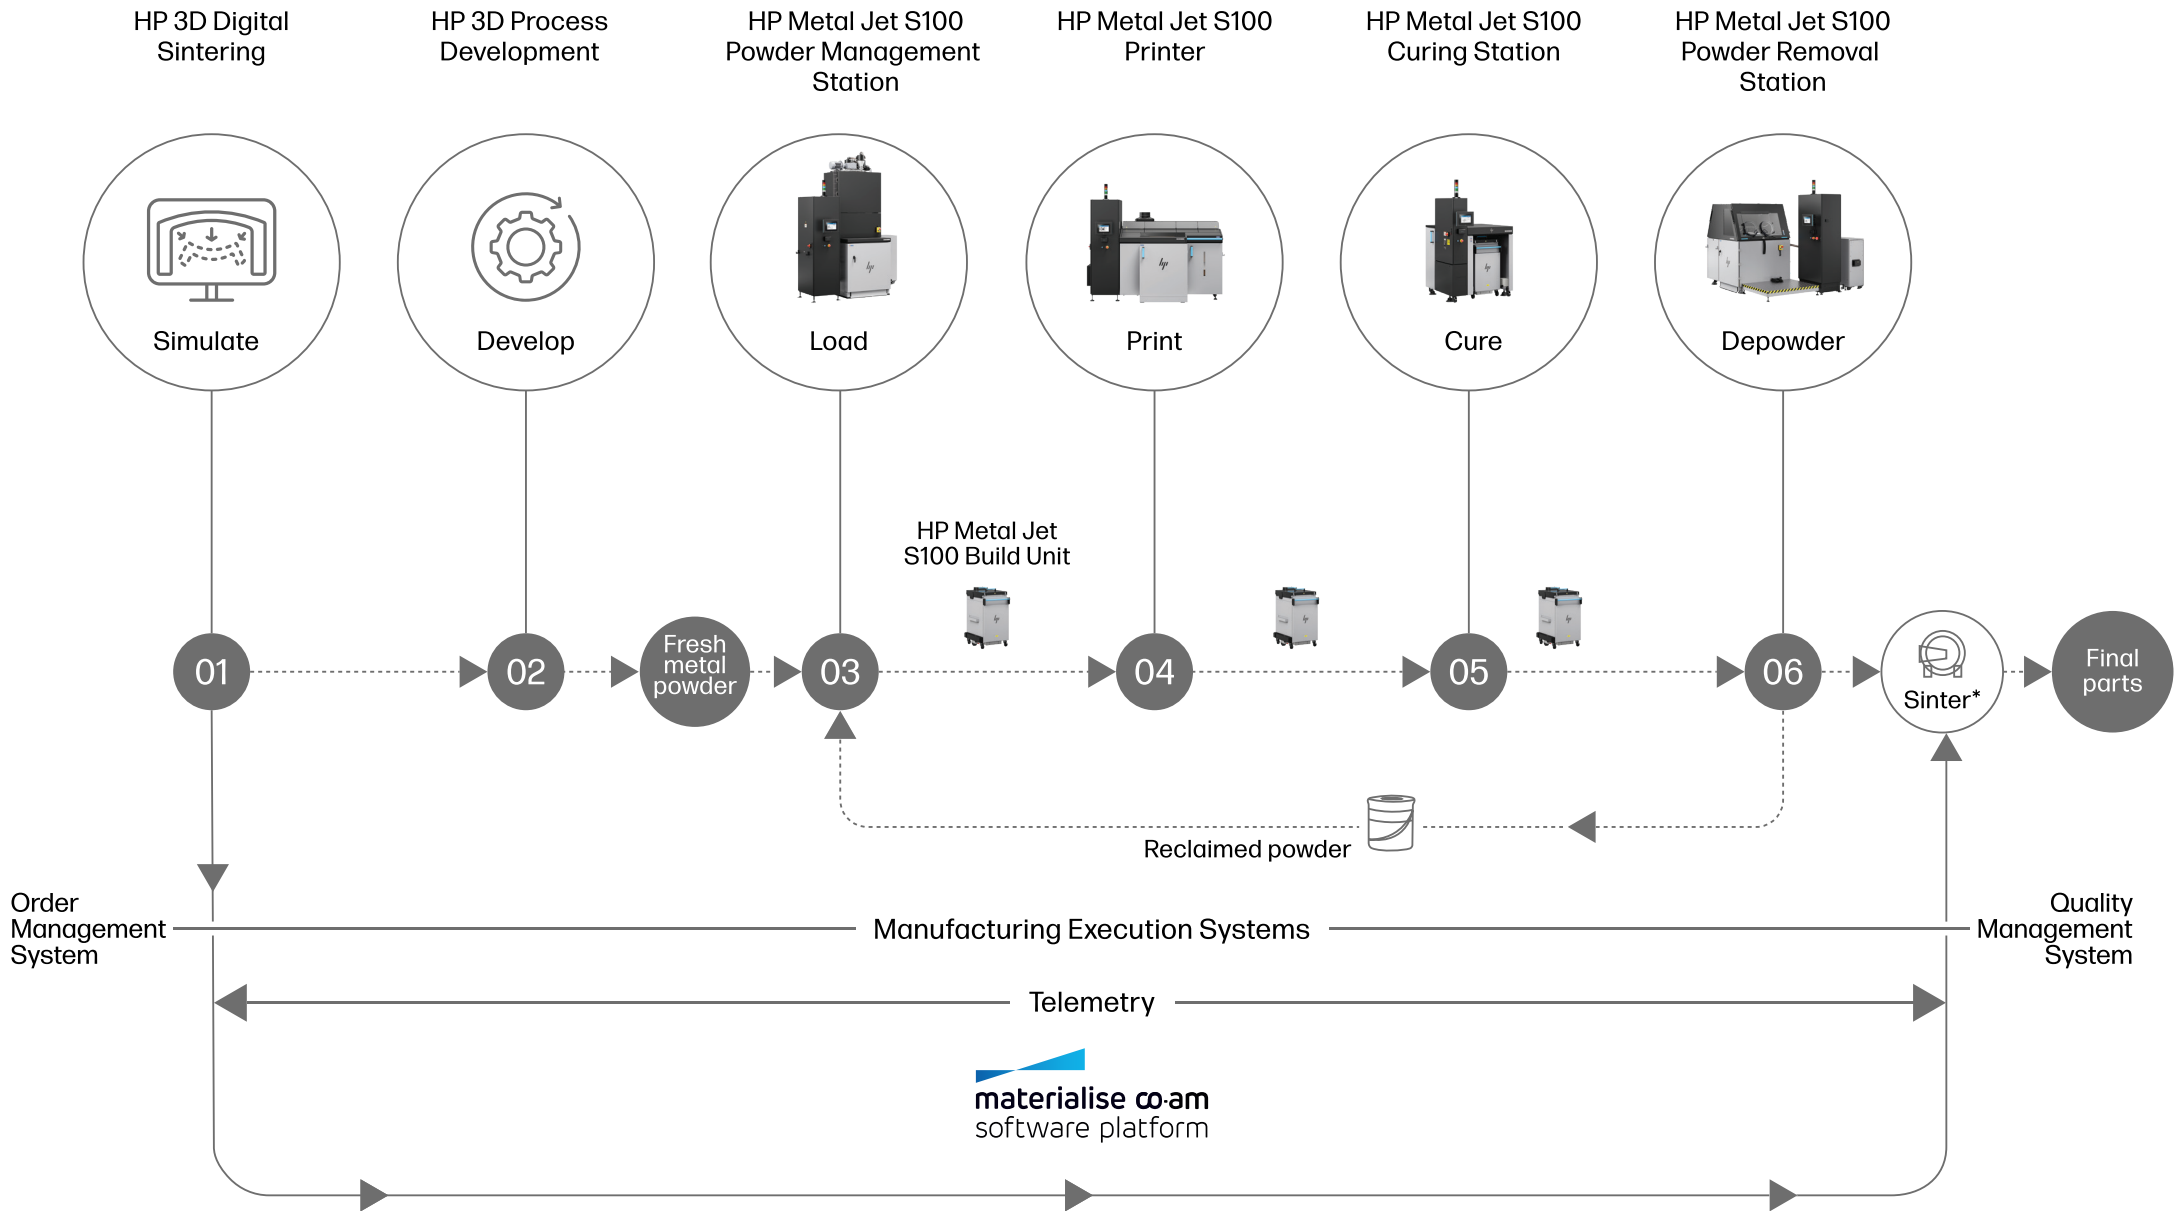 HP 3D Digital
Sintering
HP 3D Process
Development
HP Metal Jet S100
Powder Management
Station
HP Metal Jet S100
Printer
HP Metal Jet S100
Curing Station
HP Metal Jet S100
Powder Removal
Station
Simulate
Develop
Load
Print
Cure
Depowder
HP Metal Jet
S100 Build Unit
01
02
Fresh
metal
powder
03
04
05
06
Sinter*
Final
parts
Reclaimed powder
Order
Management
System
Manufacturing Execution Systems
Quality
Management
System
Telemetry
materialise co-am
software platform